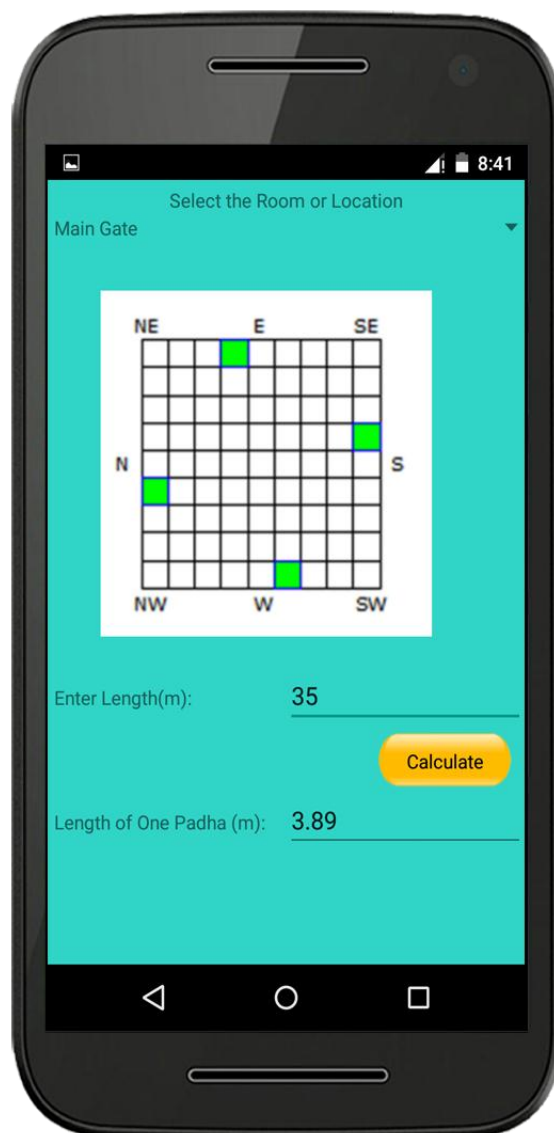 8:41
Select the Room or Location
Main Gate
NE E SE
N S
NW W SW
Enter Length(m): 35
Calculate
Length of One Padha (m): 3.89